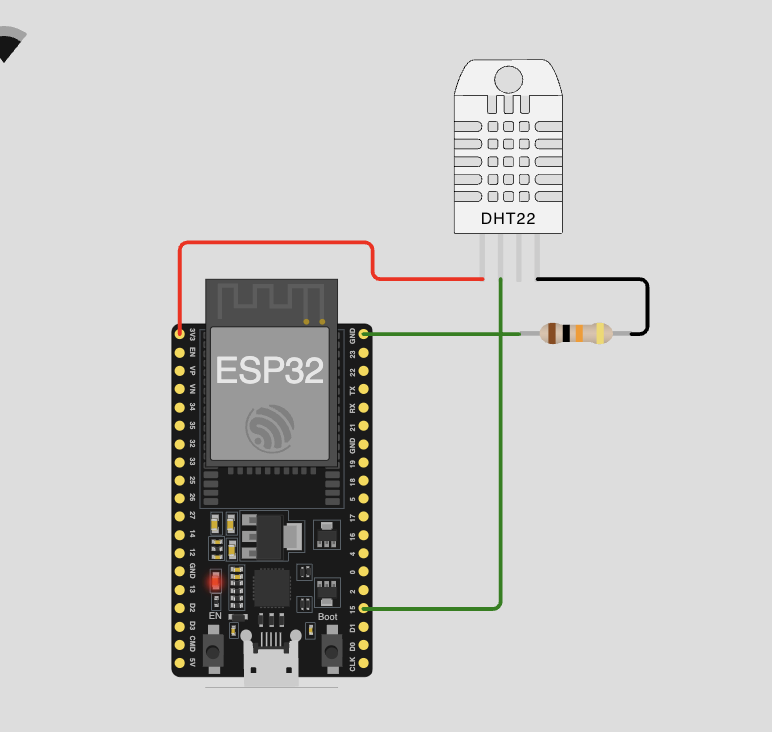 DHT22
ESP32
3V3
EN
VP
VN
34
35
32
33
25
26
27
14
12
GND
13
D2
D3
CMD
5V
GND
23
22
TX
RX
21
GND
19
18
5
17
16
4
0
2
15
D1
D0
CLK
EN
Boot